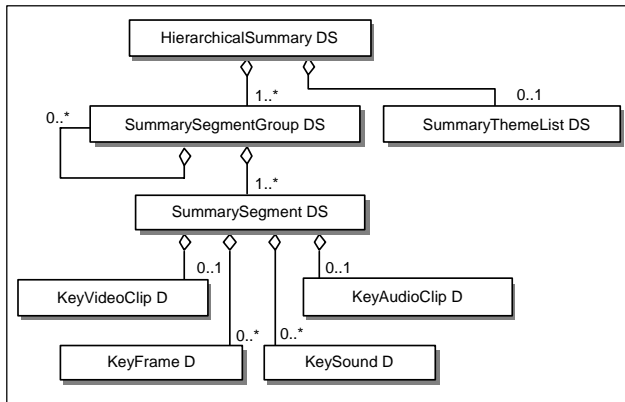 HierarchicalSummary DS
1..*
0..1
0..*
SummarySegmentGroup DS
SummaryThemeList DS
1..*
SummarySegment DS
0..1
0..1
KeyVideoClip D
KeyAudioClip D
0..*
0..*
KeyFrame D
KeySound D